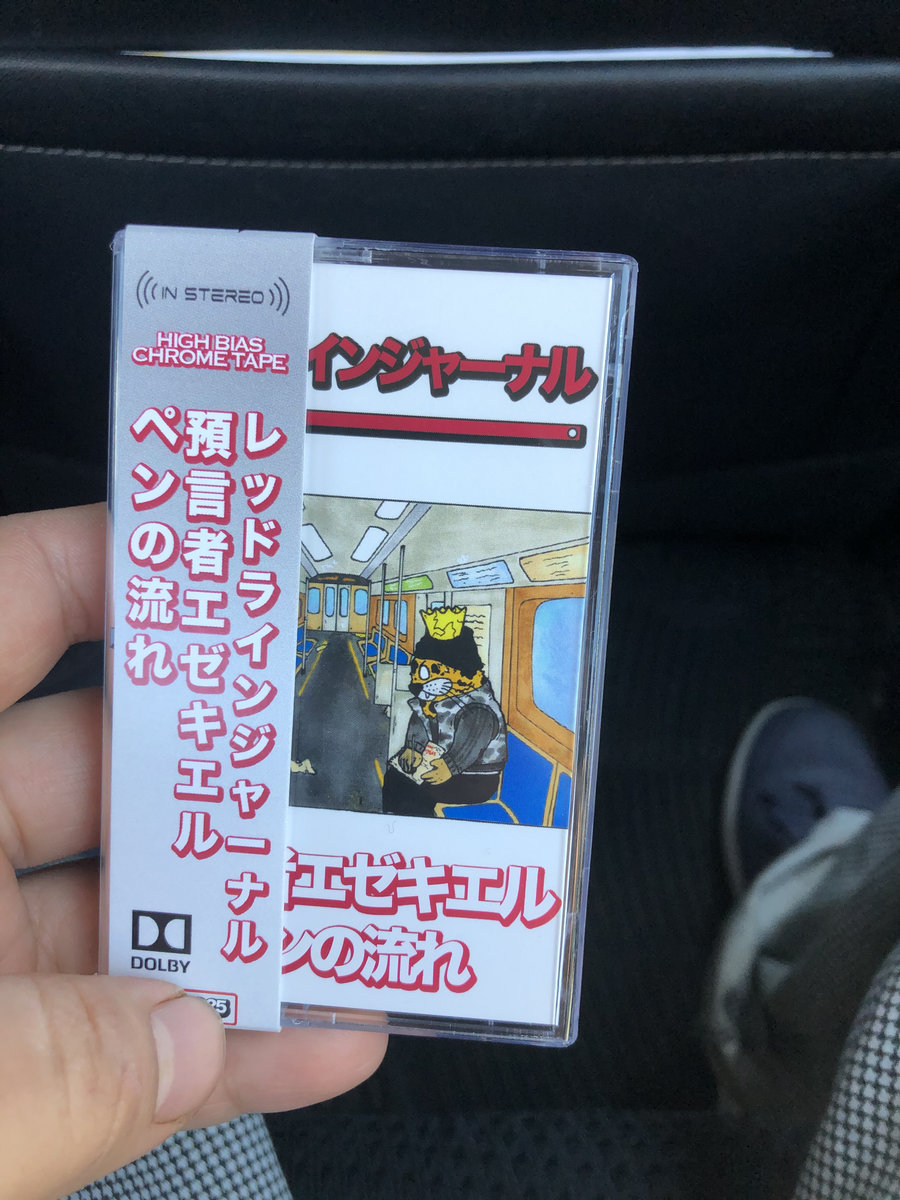 IN STEREO
HIGH BIAS
CHROME TAPE
レッドラインジャーナル
預言者エゼキエル
ペンの流れ
DOLBY
25
インジャーナル
エゼキエル
ンの流れ